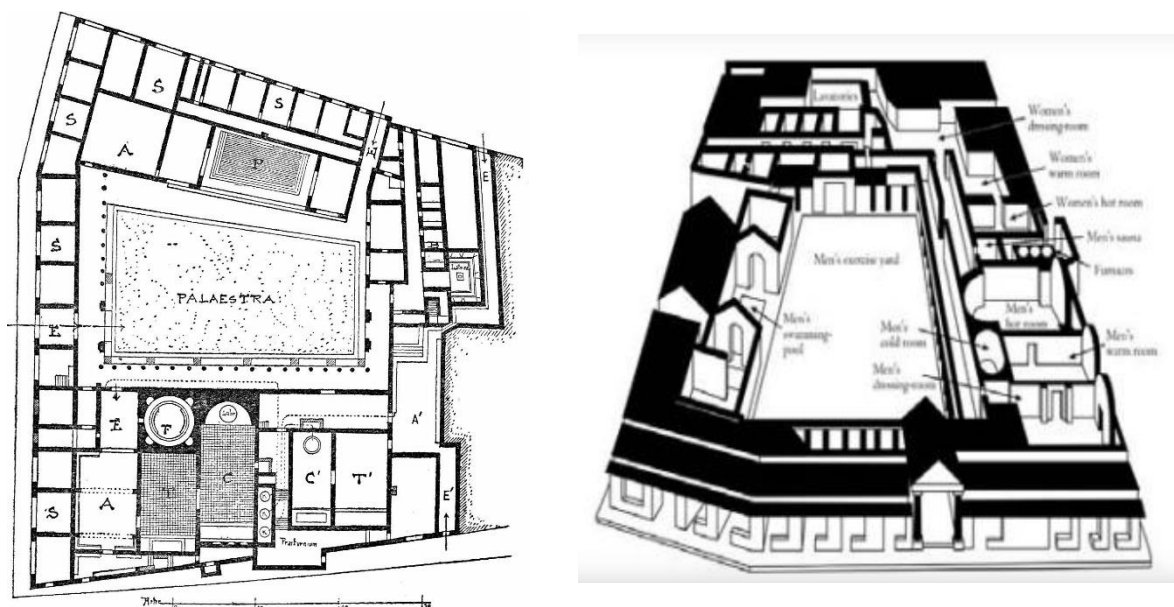 S
S
S
S
A
P
E
E
S
PALAESTRA
E
E
F
A
T
C
C'
T'
A'
E'
S
Praefurnium
Lavatories
Women's
dressing-room
Women's
warm room
Women's hot room
Men's sauna
Furnaces
Men's exercise yard
Men's
hot room
Men's
swimming-
pool
Men's
cold room
Men's
warm room
Men's
dressing-room